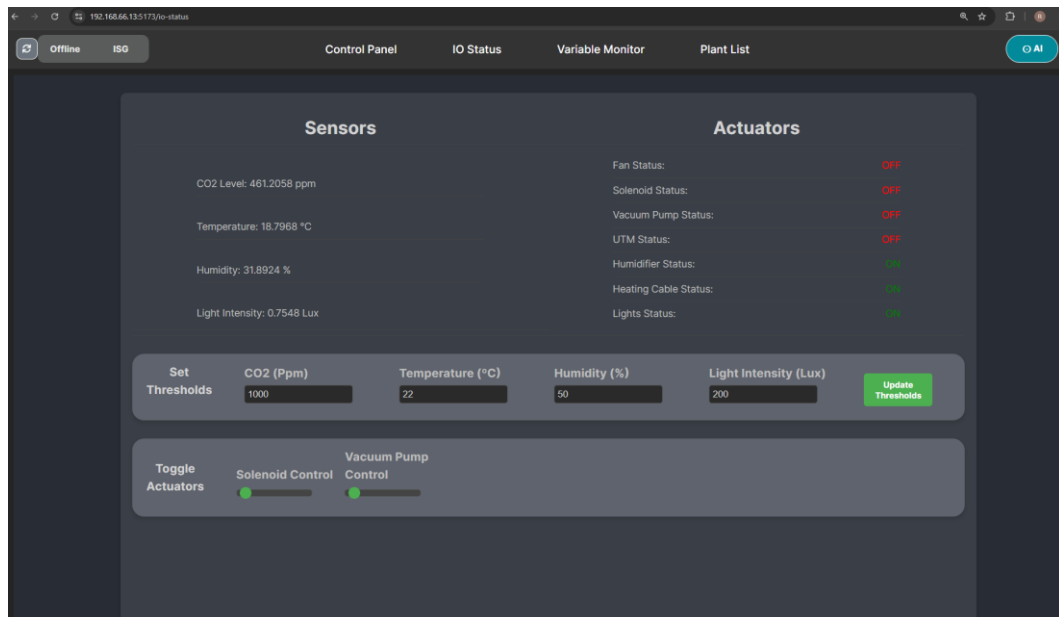 192.168.66.13:5173/io-status
R
Offline ISG
Control Panel IO Status Variable Monitor Plant List
AI
Sensors
CO2 Level: 461.2058 ppm
Temperature: 18.7968 °C
Humidity: 31.8924 %
Light Intensity: 0.7548 Lux
Actuators
Fan Status: OFF
Solenoid Status: OFF
Vacuum Pump Status: OFF
UTM Status: OFF
Humidifier Status: ON
Heating Cable Status: ON
Lights Status: ON
Set
Thresholds
CO2 (Ppm)
1000
Temperature (ºC)
22
Humidity (%)
50
Light Intensity (Lux)
200
Update
Thresholds
Toggle
Actuators
Solenoid Control
Vacuum Pump
Control